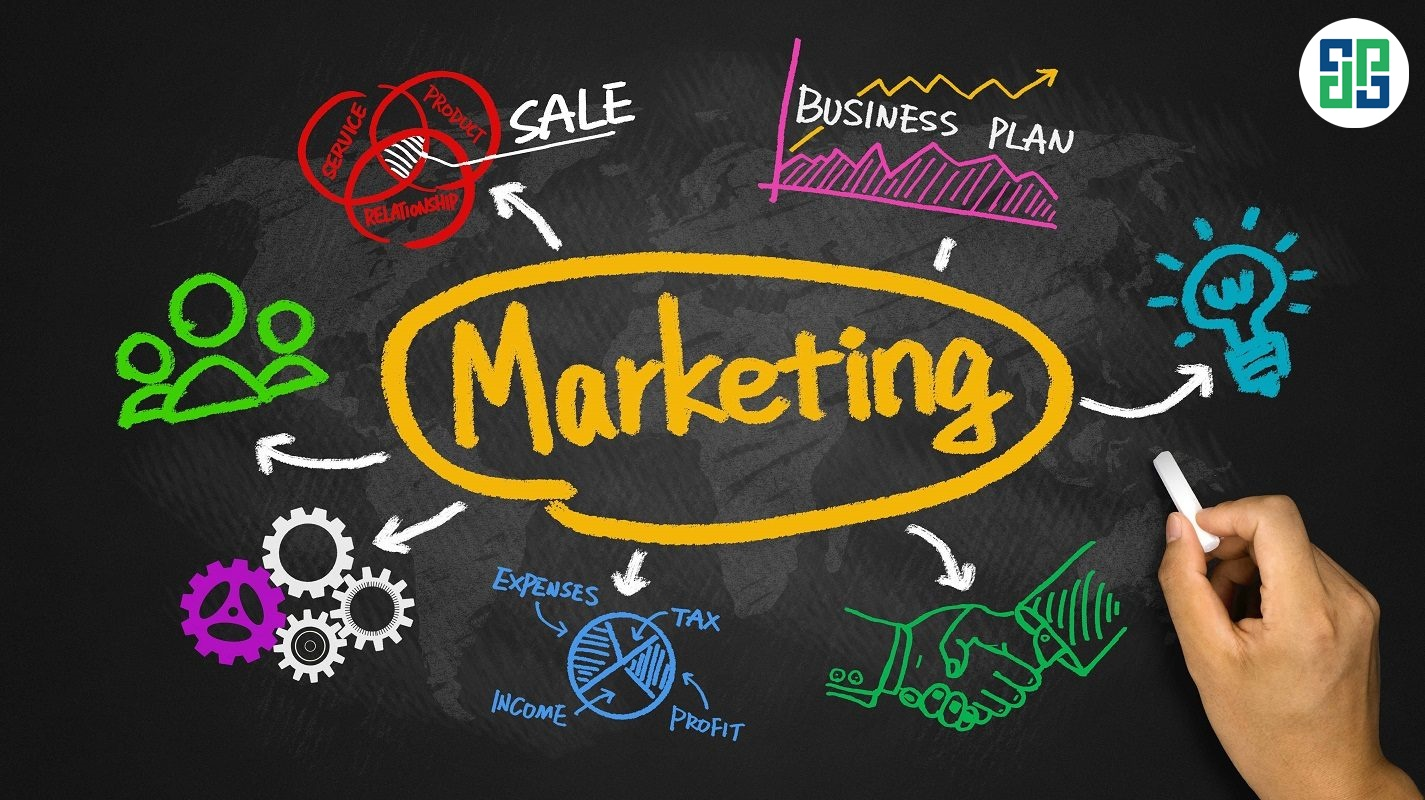 SALE
SERVICE
PRODUCT
RELATIONSHIP
BUSINESS PLAN
Marketing
EXPENSES
TAX
INCOME
PROFIT